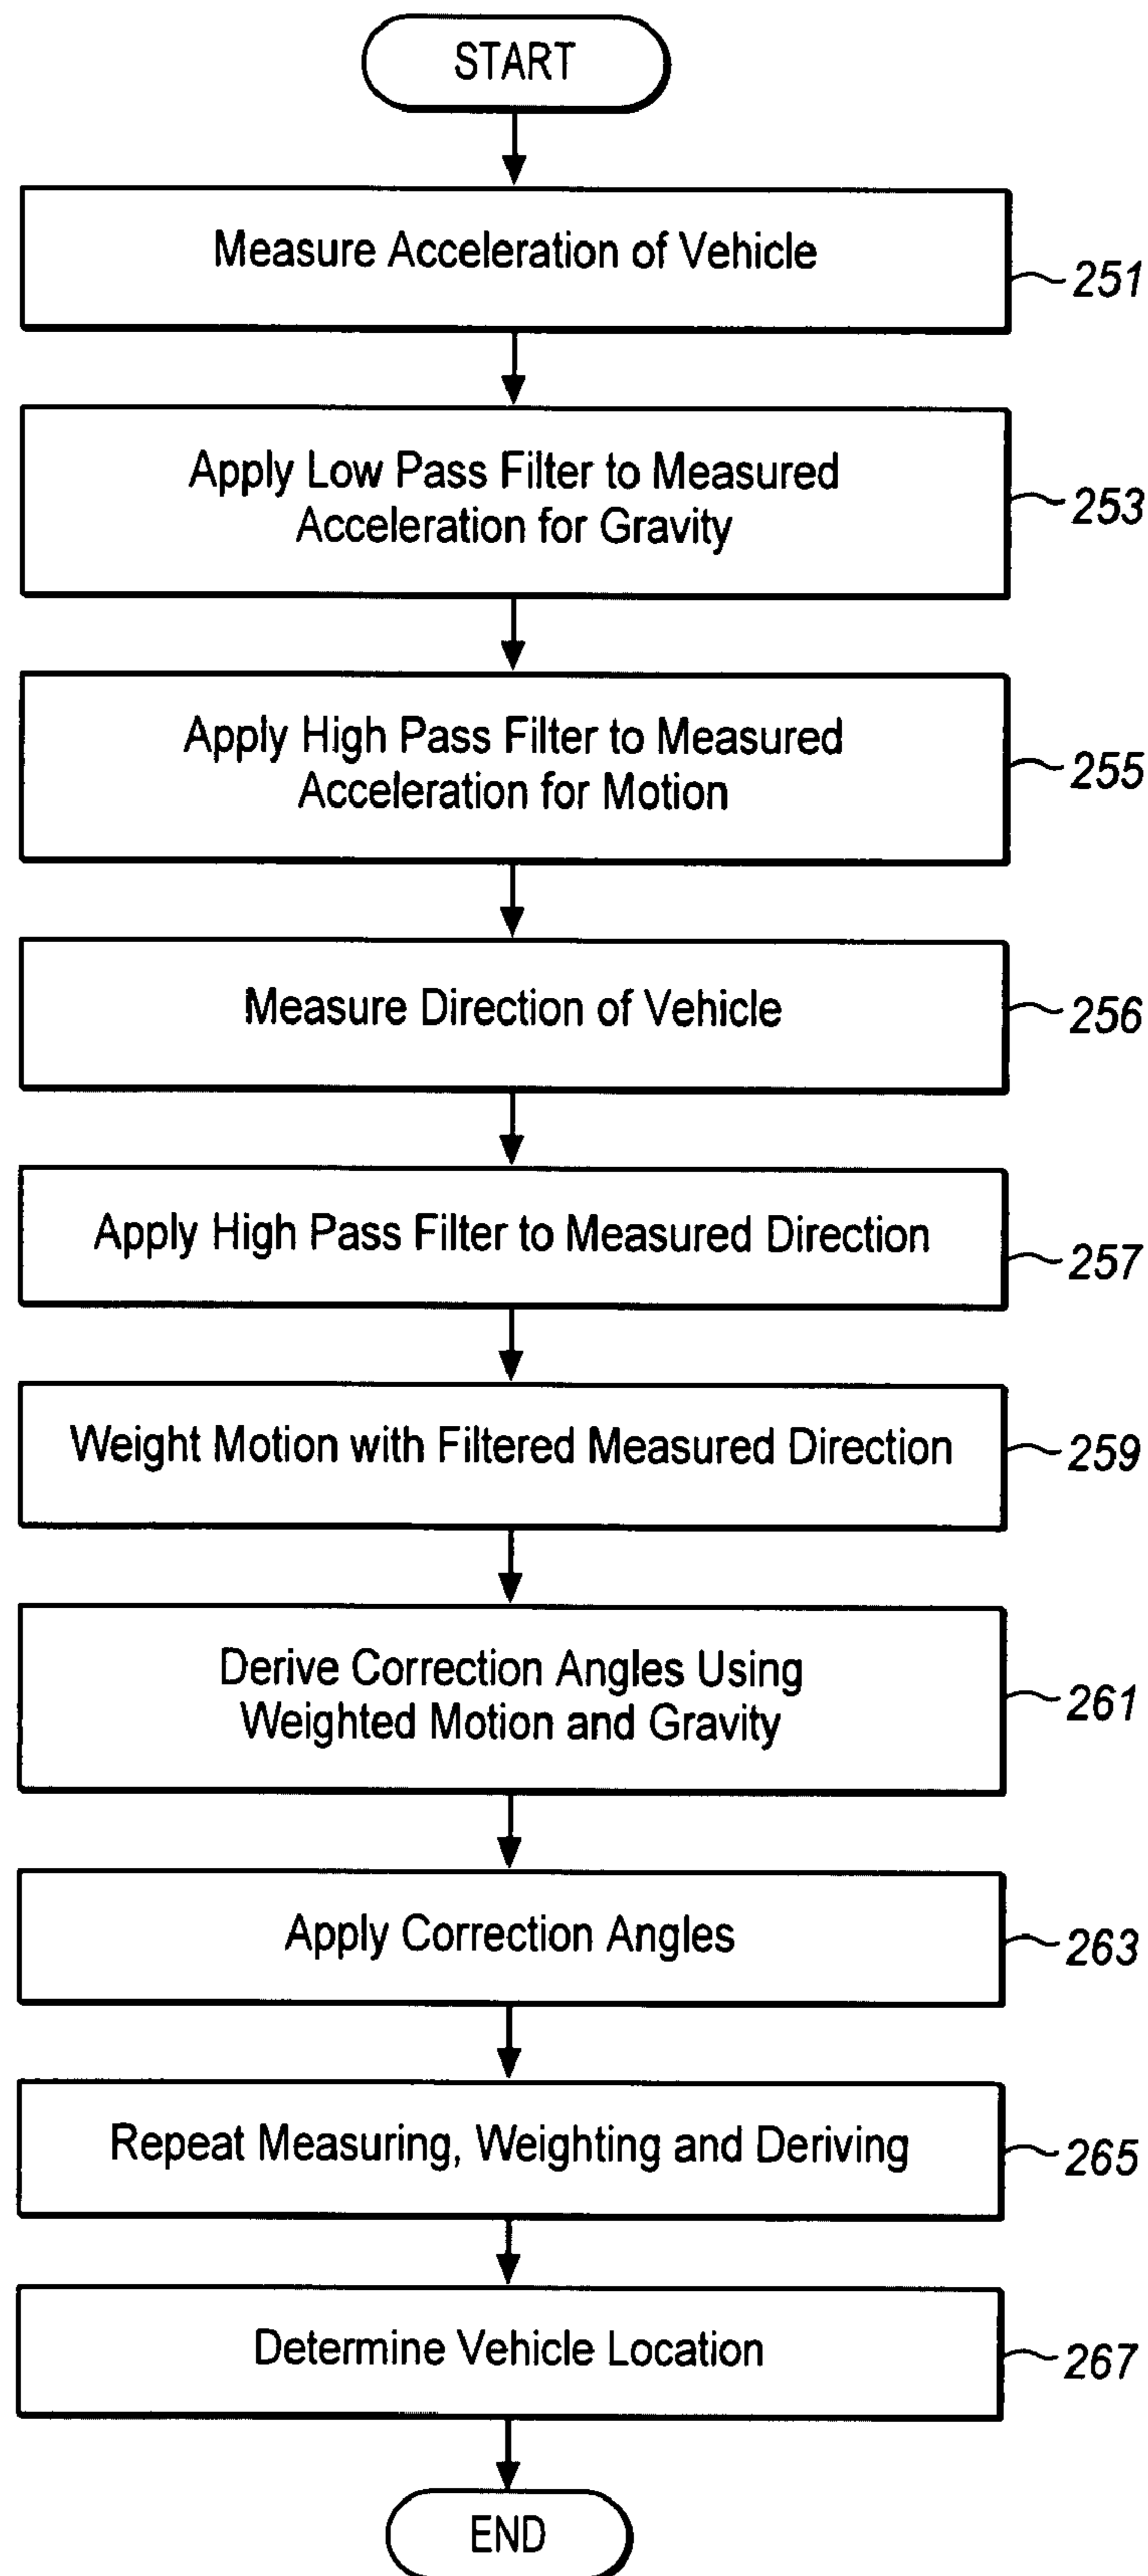 START
Measure Acceleration of Vehicle
251
Apply Low Pass Filter to Measured
Acceleration for Gravity
253
Apply High Pass Filter to Measured
Acceleration for Motion
255
Measure Direction of Vehicle
256
Apply High Pass Filter to Measured Direction
257
Weight Motion with Filtered Measured Direction
259
Derive Correction Angles Using
Weighted Motion and Gravity
261
Apply Correction Angles
263
Repeat Measuring, Weighting and Deriving
265
Determine Vehicle Location
267
END